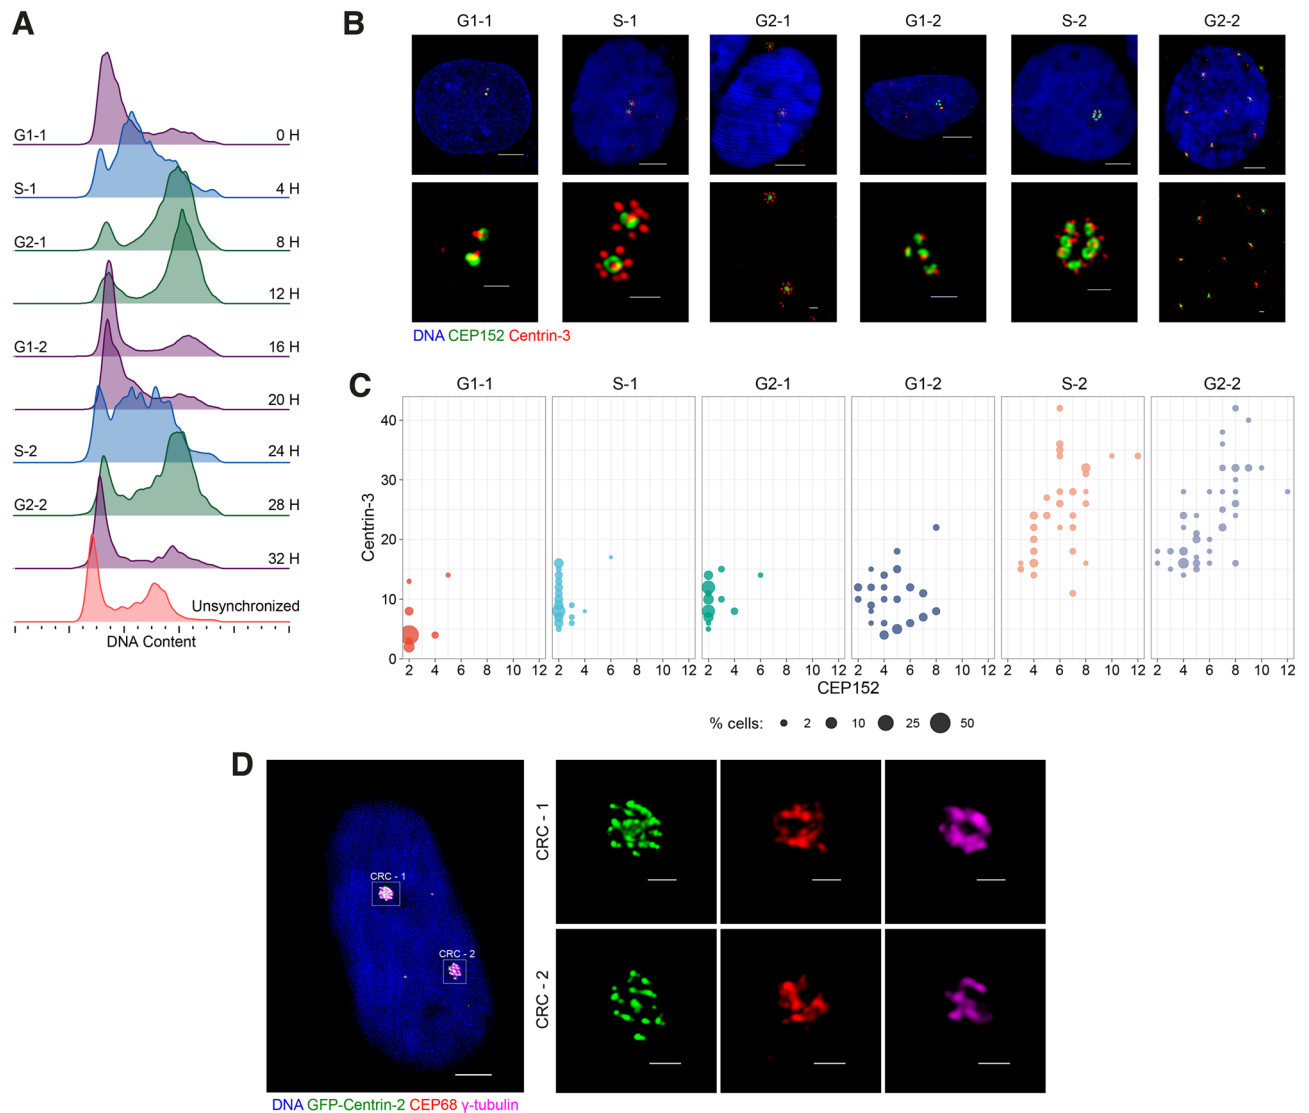 A
G1-1 0 H
S-1 4 H
G2-1 8 H
12 H
G1-2 16 H
20 H
S-2 24 H
G2-2 28 H
32 H
Unsynchronized
DNA Content
B
G1-1 S-1 G2-1 G1-2 S-2 G2-2
DNA CEP152 Centrin-3
C
G1-1 S-1 G2-1 G1-2 S-2 G2-2
Centrin-3
40
30
20
10
0
2 4 6 8 10 12 2 4 6 8 10 12 2 4 6 8 10 12 2 4 6 8 10 12 2 4 6 8 10 12 2 4 6 8 10 12
CEP152
% cells: 2 10 25 50
D
CRC - 1
CRC - 2
DNA GFP-Centrin-2 CEP68 γ-tubulin
CRC - 1
CRC - 2